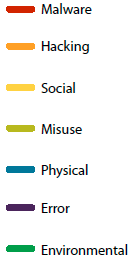 Malware
Hacking
Social
Misuse
Physical
Error
Environmental